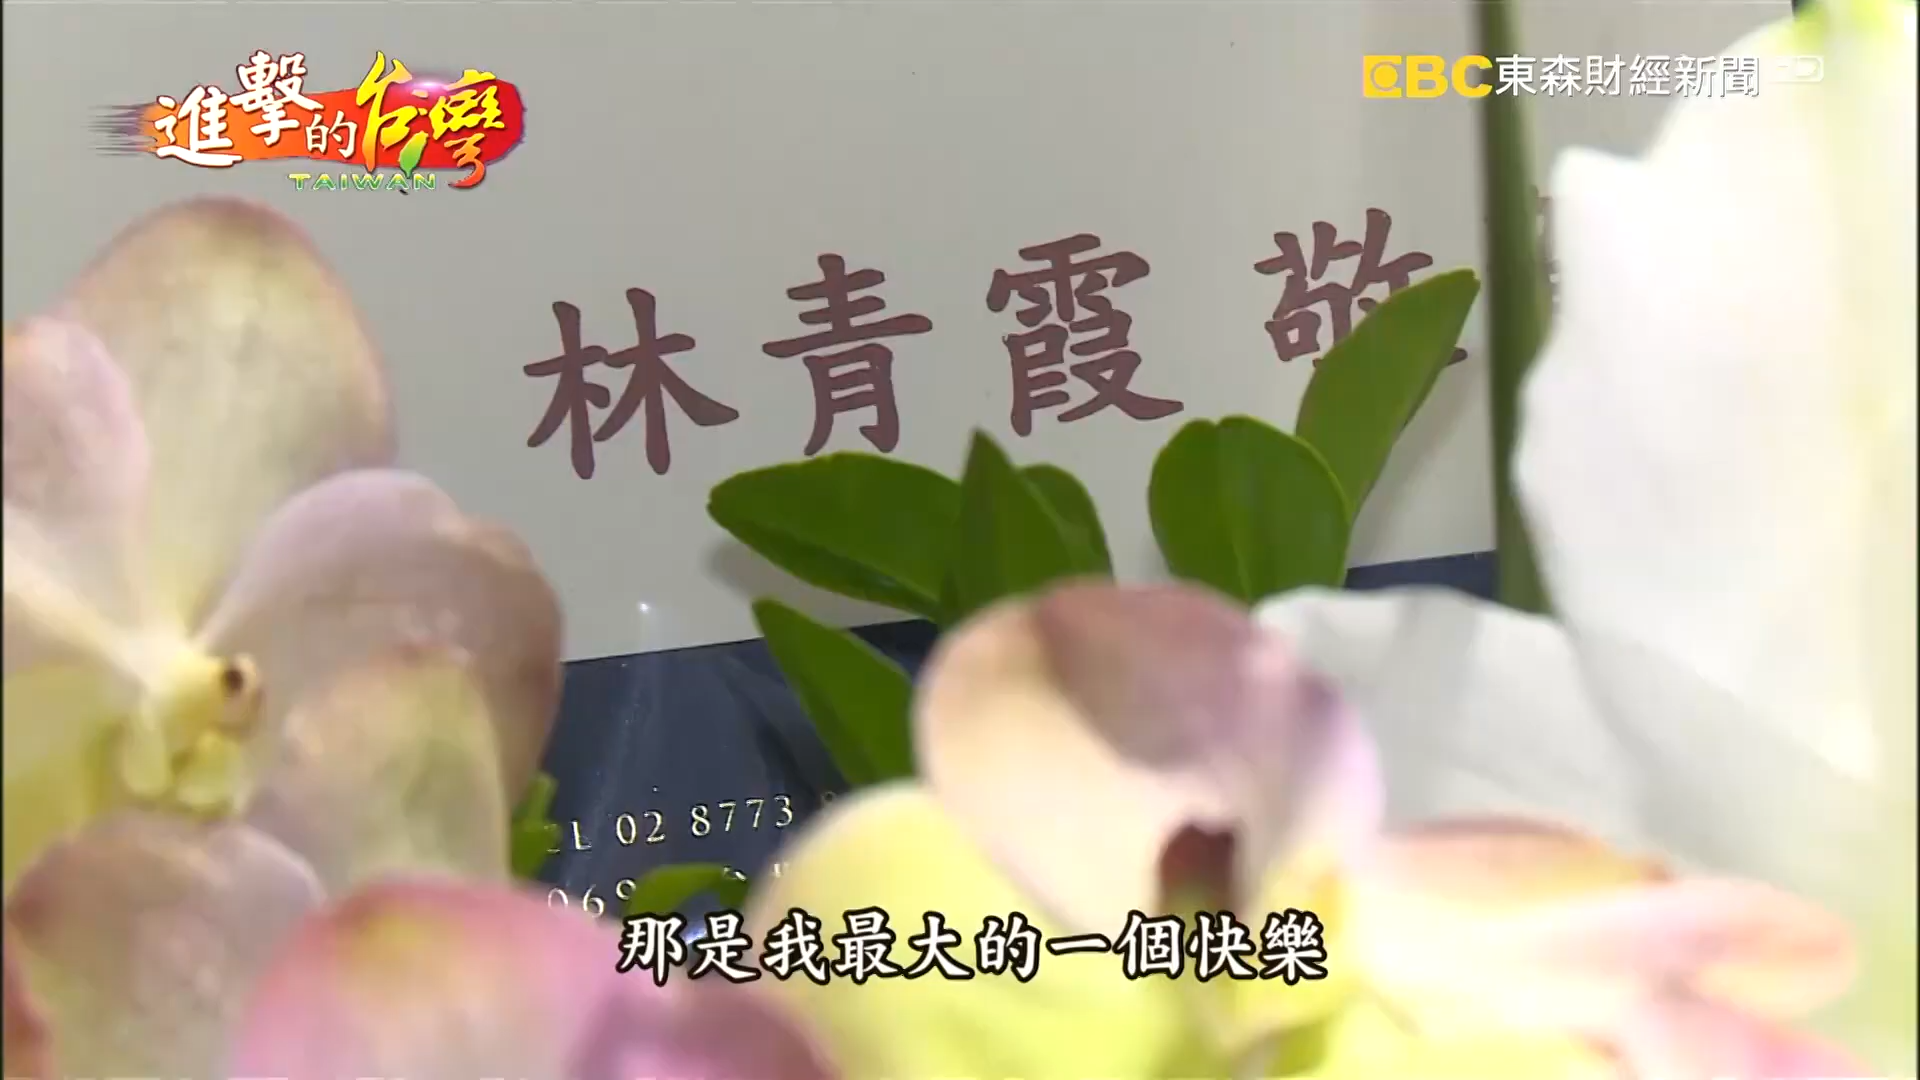 進擊的台灣
TAIWAN
EBC東森財經新聞
林青霞 敬
02 8773
069
那是我最大的一個快樂